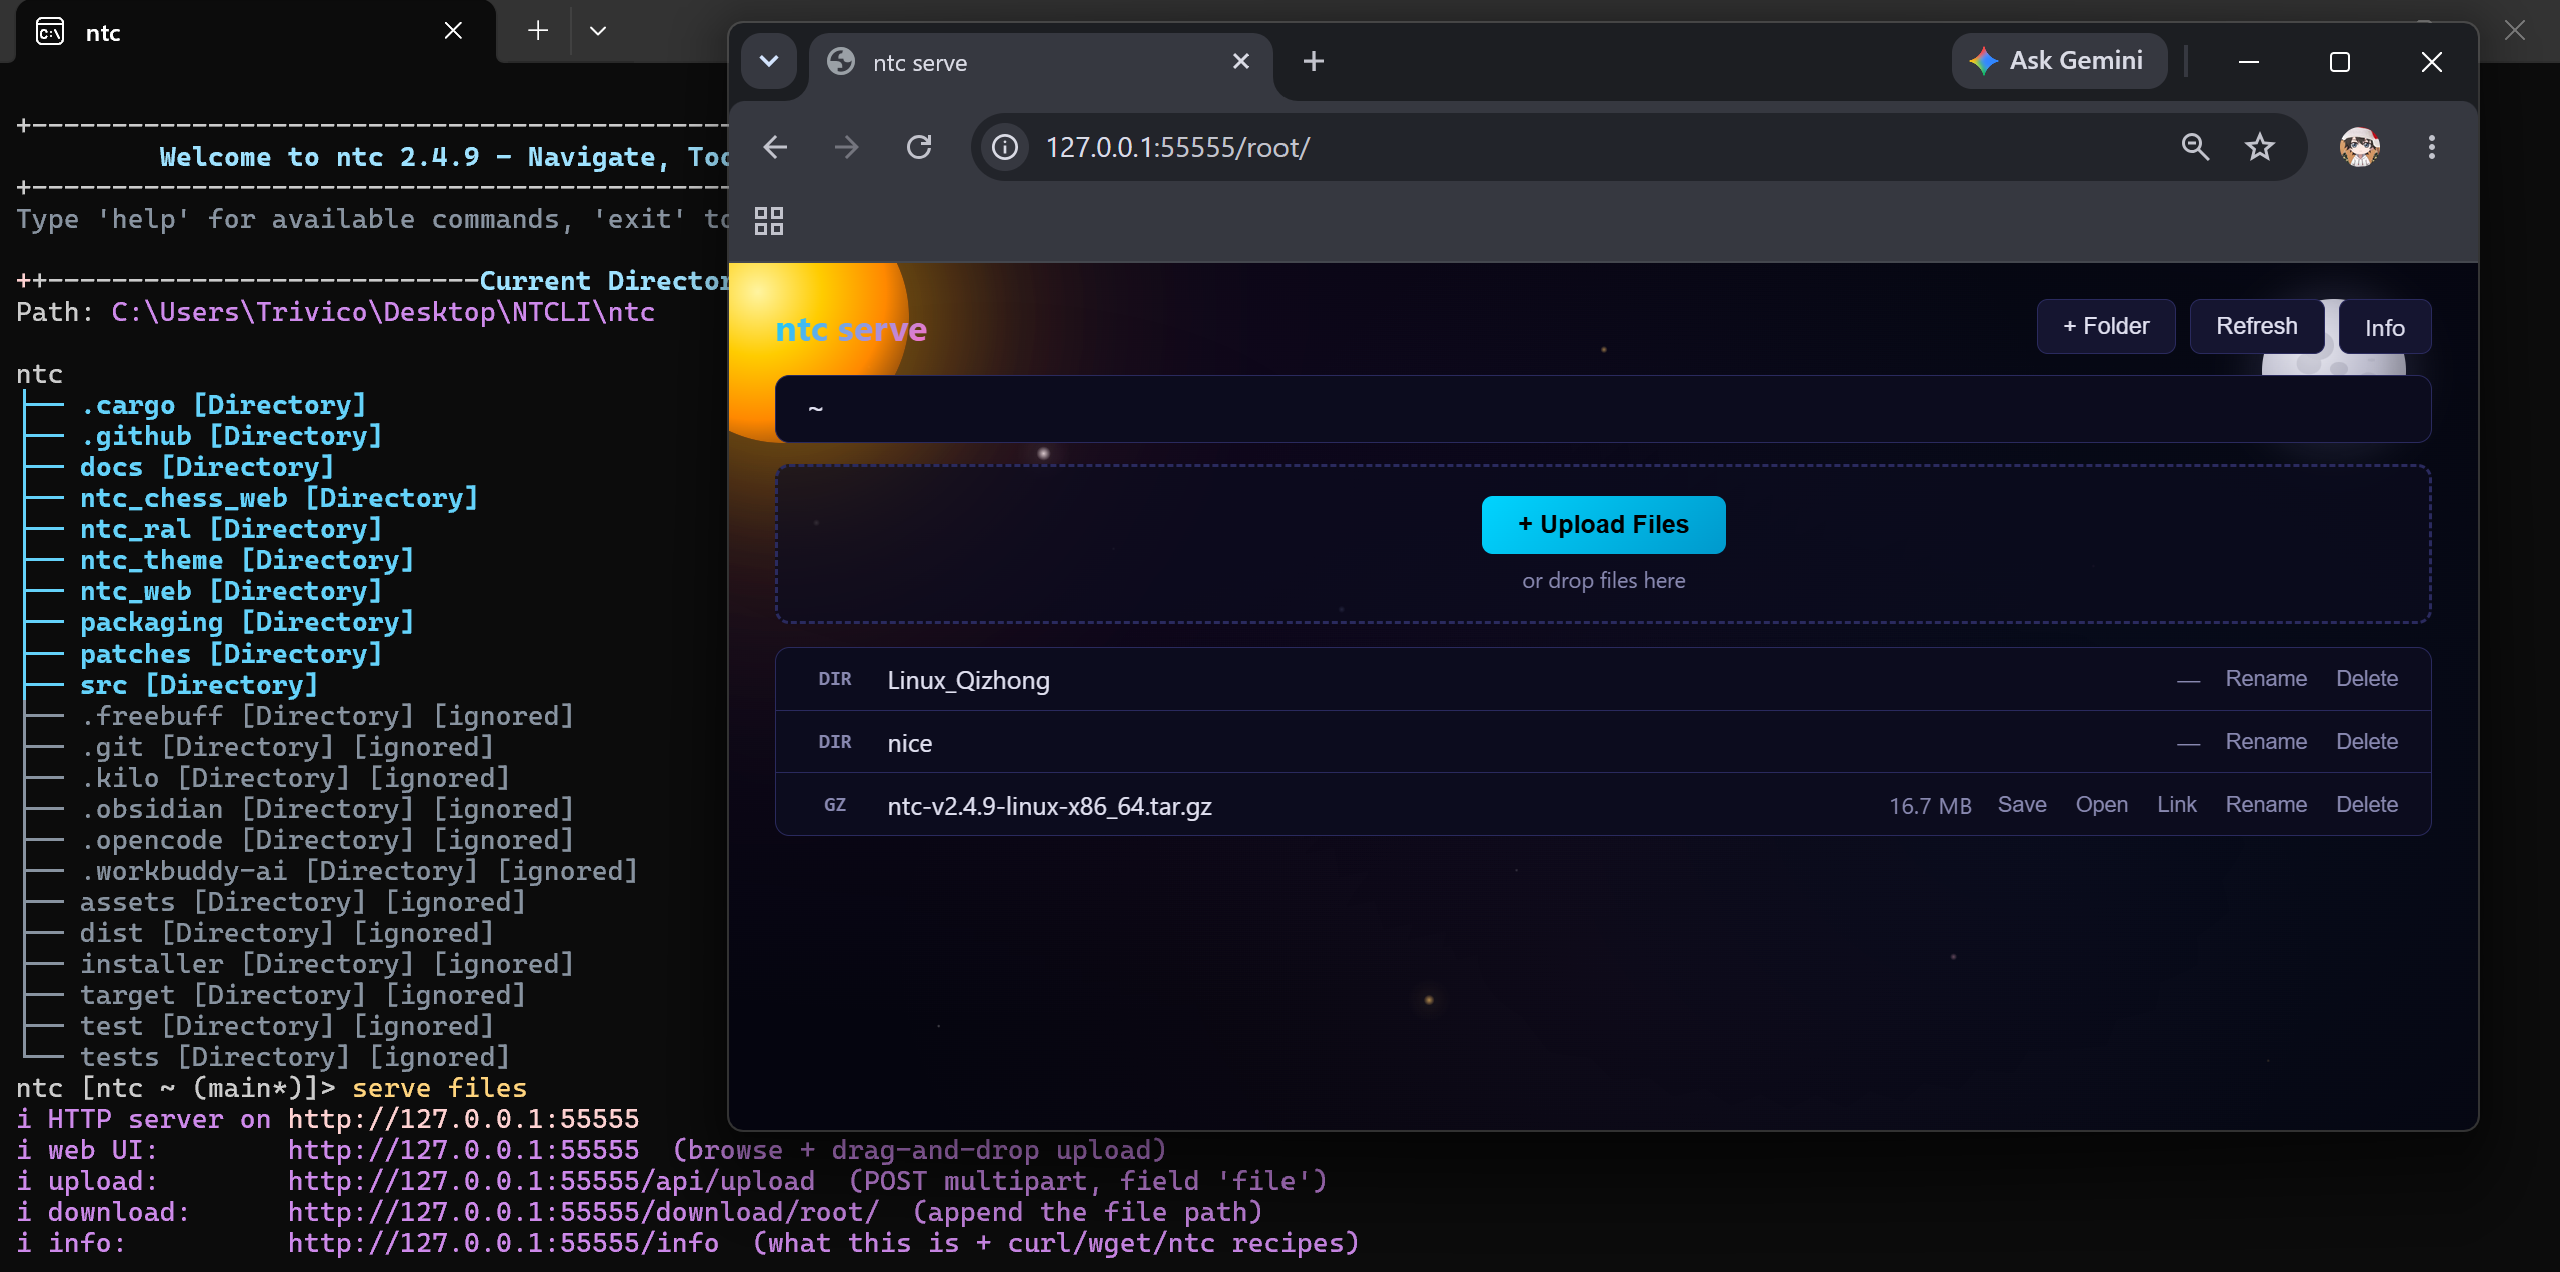 ntc
Welcome to ntc 2.4.9 - Navigate, Too
Type 'help' for available commands, 'exit' to
++---------------------------Current Director
Path: C:\Users\Trivico\Desktop\NTCLI\ntc
ntc
.cargo [Directory]
.github [Directory]
docs [Directory]
ntc_chess_web [Directory]
ntc_ral [Directory]
ntc_theme [Directory]
ntc_web [Directory]
packaging [Directory]
patches [Directory]
src [Directory]
.freebuff [Directory] [ignored]
.git [Directory] [ignored]
.kilo [Directory] [ignored]
.obsidian [Directory] [ignored]
.opencode [Directory] [ignored]
.workbuddy-ai [Directory] [ignored]
assets [Directory] [ignored]
dist [Directory] [ignored]
installer [Directory] [ignored]
target [Directory] [ignored]
test [Directory] [ignored]
tests [Directory] [ignored]
ntc [ntc ~ (main*)]> serve files
i HTTP server on http://127.0.0.1:55555
i web UI: http://127.0.0.1:55555 (browse + drag-and-drop upload)
i upload: http://127.0.0.1:55555/api/upload (POST multipart, field 'file')
i download: http://127.0.0.1:55555/download/root/ (append the file path)
i info: http://127.0.0.1:55555/info (what this is + curl/wget/ntc recipes)
ntc serve
Ask Gemini
127.0.0.1:55555/root/
ntc serve
+ Folder Refresh Info
~
+ Upload Files
or drop files here
DIR Linux_Qizhong — Rename Delete
DIR nice — Rename Delete
GZ ntc-v2.4.9-linux-x86_64.tar.gz 16.7 MB Save Open Link Rename Delete